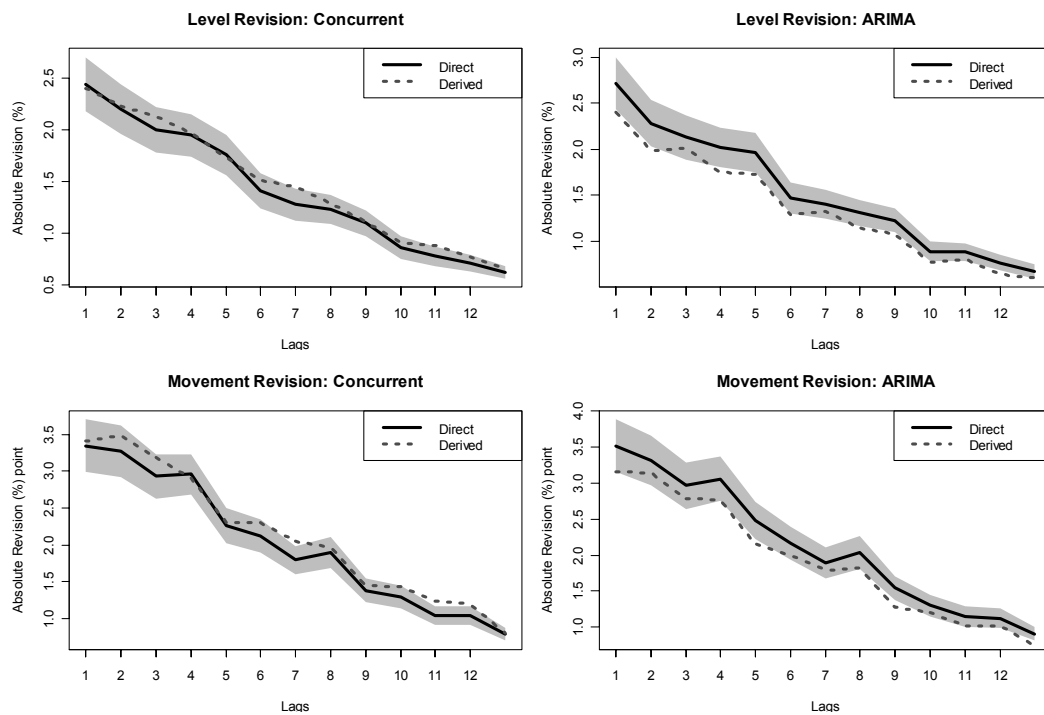 Level Revision: Concurrent
Absolute Revision (%)
2.5
2.0
1.5
1.0
0.5
Direct
Derived
1 2 3 4 5 6 7 8 9 10 11 12
Lags
Level Revision: ARIMA
Absolute Revision (%)
3.0
2.5
2.0
1.5
1.0
Direct
Derived
1 2 3 4 5 6 7 8 9 10 11 12
Lags
Movement Revision: Concurrent
Absolute Revision (%) point
3.5
3.0
2.5
2.0
1.5
1.0
Direct
Derived
1 2 3 4 5 6 7 8 9 10 11 12
Lags
Movement Revision: ARIMA
Absolute Revision (%) point
4.0
3.5
3.0
2.5
2.0
1.5
1.0
Direct
Derived
1 2 3 4 5 6 7 8 9 10 11 12
Lags